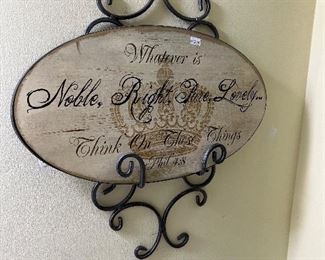 Whatever is
Noble, Right, Pure, Lovely...
Think On These Things
Phil. 4:8